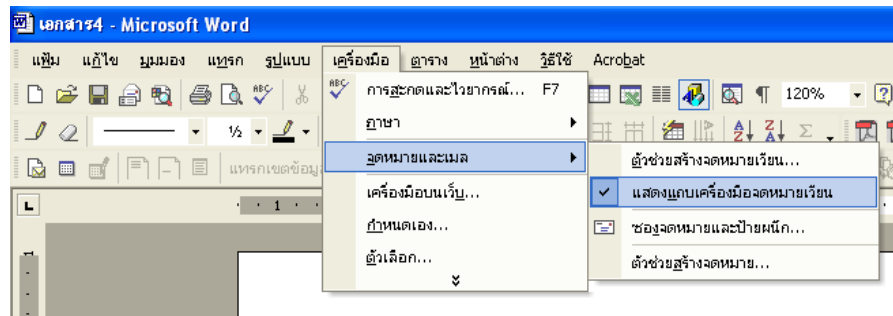 เอกสาร4 - Microsoft Word
แฟ้ม แก้ไข มุมมอง แทรก รูปแบบ เครื่องมือ ตาราง หน้าต่าง วิธีใช้ Acrobat
ABC ABC การสะกดและไวยากรณ์... F7 ¶ 120%
½ ภาษา
แทรกเขตข้อมูล จดหมายและเมล ตัวช่วยสร้างจดหมายเวียน...
เครื่องมือบนเว็บ... แสดงแถบเครื่องมือจดหมายเวียน
1 กำหนดเอง... ซองจดหมายและป้ายผนึก...
ตัวเลือก... ตัวช่วยสร้างจดหมาย...